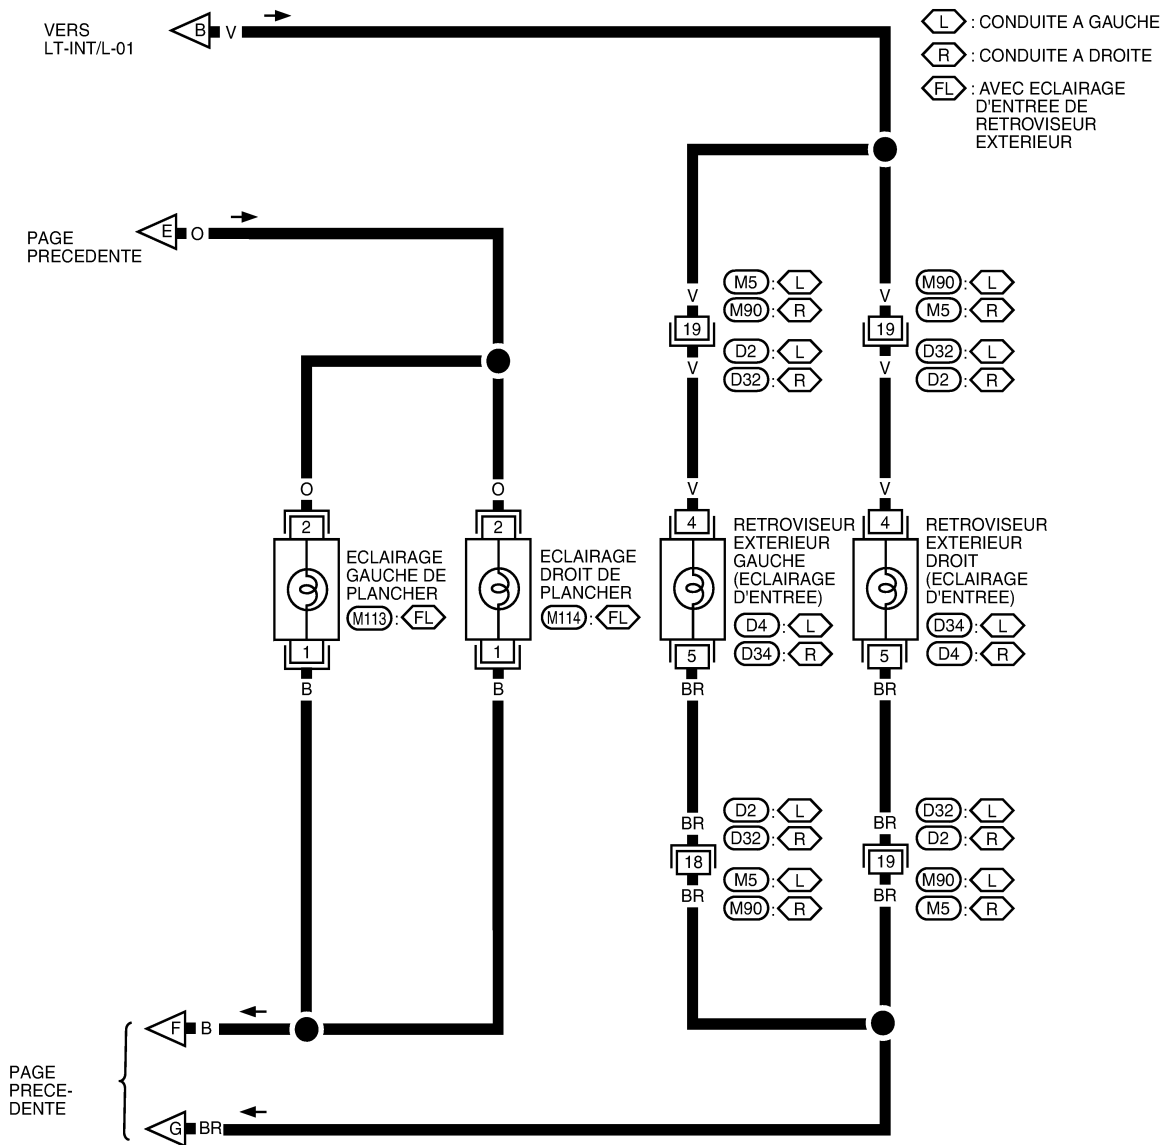 VERS
LT-INT/L-01
B V
L : CONDUITE A GAUCHE
R : CONDUITE A DROITE
FL : AVEC ECLAIRAGE
D'ENTREE DE
RETROVISEUR
EXTERIEUR
PAGE
PRECEDENTE
E O
V
19
V
M5 : L
M90 : R
D2 : L
D32 : R
V
19
V
M90 : L
M5 : R
D32 : L
D2 : R
O
2
ECLAIRAGE
GAUCHE DE
PLANCHER
M113 : FL
1
B
O
2
ECLAIRAGE
DROIT DE
PLANCHER
M114 : FL
1
B
V
4
RETROVISEUR
EXTERIEUR
GAUCHE
(ECLAIRAGE
D'ENTREE)
D4 : L
D34 : R
5
BR
V
4
RETROVISEUR
EXTERIEUR
DROIT
(ECLAIRAGE
D'ENTREE)
D34 : L
D4 : R
5
BR
BR
18
BR
D2 : L
D32 : R
M5 : L
M90 : R
BR
19
BR
D32 : L
D2 : R
M90 : L
M5 : R
PAGE
PRECE-
DENTE
F B
G BR